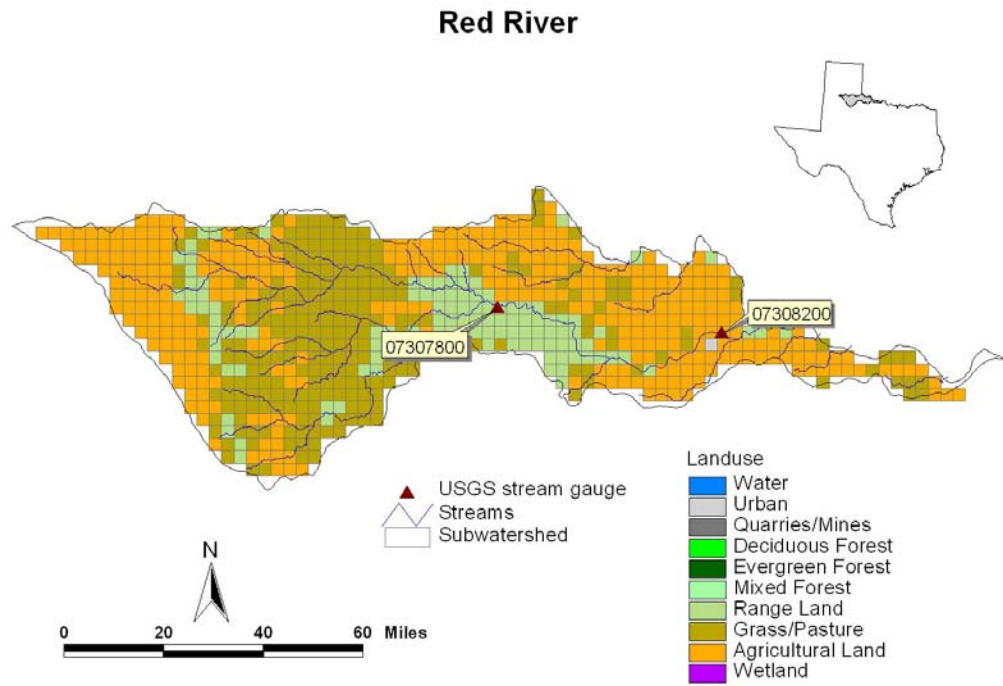 Red River
07308200
07307800
USGS stream gauge
Streams
Subwatershed
Landuse
Water
Urban
Quarries/Mines
Deciduous Forest
Evergreen Forest
Mixed Forest
Range Land
Grass/Pasture
Agricultural Land
Wetland
N
0 20 40 60 Miles